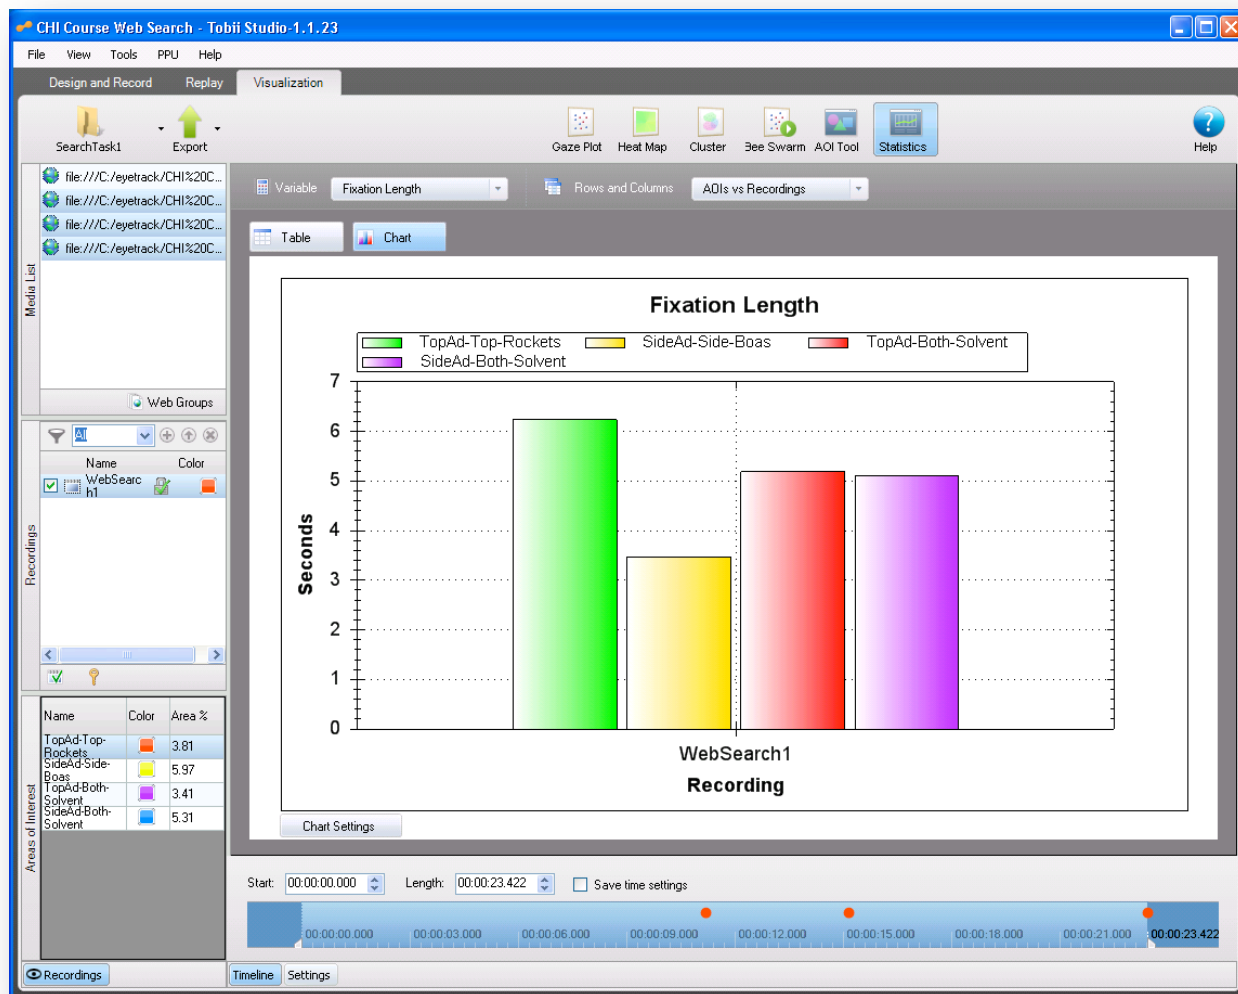 CHI Course Web Search - Tobii Studio-1.1.23
File View Tools PPU Help
Design and Record Replay Visualization
SearchTask1 Export Gaze Plot Heat Map Cluster Bee Swarm AOI Tool Statistics Help
Media List
file:///C:/eyetrack/CHI%20C...
file:///C:/eyetrack/CHI%20C...
file:///C:/eyetrack/CHI%20C...
file:///C:/eyetrack/CHI%20C...
Web Groups
Recordings
All
Name Color
WebSearc
h1
Areas of Interest
Name Color Area %
TopAd-Top-
Rockets 3.81
SideAd-Side-
Boas 5.97
TopAd-Both-
Solvent 3.41
SideAd-Both-
Solvent 5.31
Recordings
Variable Fixation Length Rows and Columns AOIs vs Recordings
Table Chart
Fixation Length
TopAd-Top-Rockets SideAd-Side-Boas TopAd-Both-Solvent
SideAd-Both-Solvent
7
6
5
4
3
2
1
0
Seconds
WebSearch1
Recording
Chart Settings
Start: 00:00:00.000 Length: 00:00:23.422 Save time settings
00:00:00.000 00:00:03.000 00:00:06.000 00:00:09.000 00:00:12.000 00:00:15.000 00:00:18.000 00:00:21.000 00:00:23.422
Timeline Settings